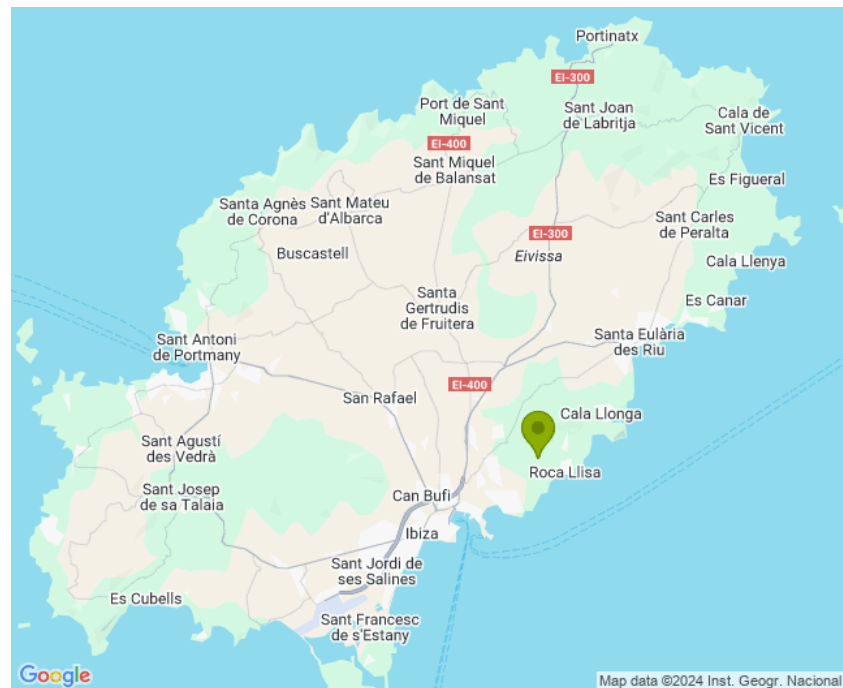 Portinatx
EI-300
Port de Sant
Miquel
Sant Joan
de Labritja
Cala de
Sant Vicent
EI-400
Sant Miquel
de Balansat
Es Figueral
Santa Agnès
de Corona
Sant Mateu
d'Albarca
Sant Carles
de Peralta
EI-300
Buscastell
Eivissa
Cala Llenya
Santa
Gertrudis
de Fruitera
Es Canar
Sant Antoni
de Portmany
Santa Eulària
des Riu
EI-400
San Rafael
Cala Llonga
Sant Agustí
des Vedrà
Roca Llisa
Sant Josep
de sa Talaia
Can Bufi
Ibiza
Sant Jordi de
ses Salines
Es Cubells
Sant Francesc
de s'Estany
Google
Map data ©2024 Inst. Geogr. Nacional